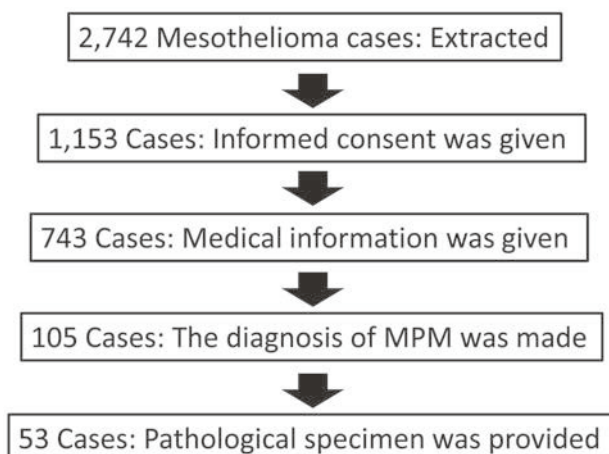 2,742 Mesothelioma cases: Extracted
1,153 Cases: Informed consent was given
743 Cases: Medical information was given
105 Cases: The diagnosis of MPM was made
53 Cases: Pathological specimen was provided